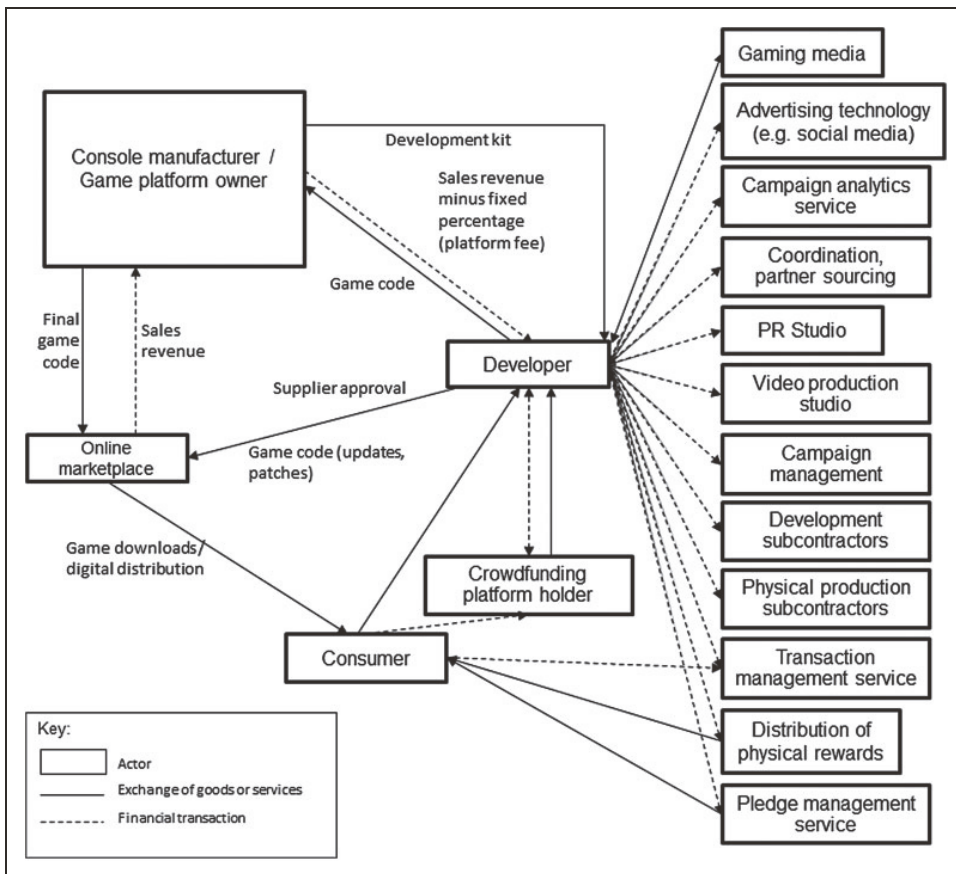 Console manufacturer /
Game platform owner
Development kit
Sales revenue
minus fixed
percentage
(platform fee)
Game code
Final
game
code
Sales
revenue
Developer
Supplier approval
Game code (updates,
patches)
Online
marketplace
Game downloads/
digital distribution
Crowdfunding
platform holder
Consumer
Gaming media
Advertising technology
(e.g. social media)
Campaign analytics
service
Coordination,
partner sourcing
PR Studio
Video production
studio
Campaign
management
Development
subcontractors
Physical production
subcontractors
Transaction
management service
Distribution of
physical rewards
Pledge management
service
Key:
Actor
Exchange of goods or services
Financial transaction